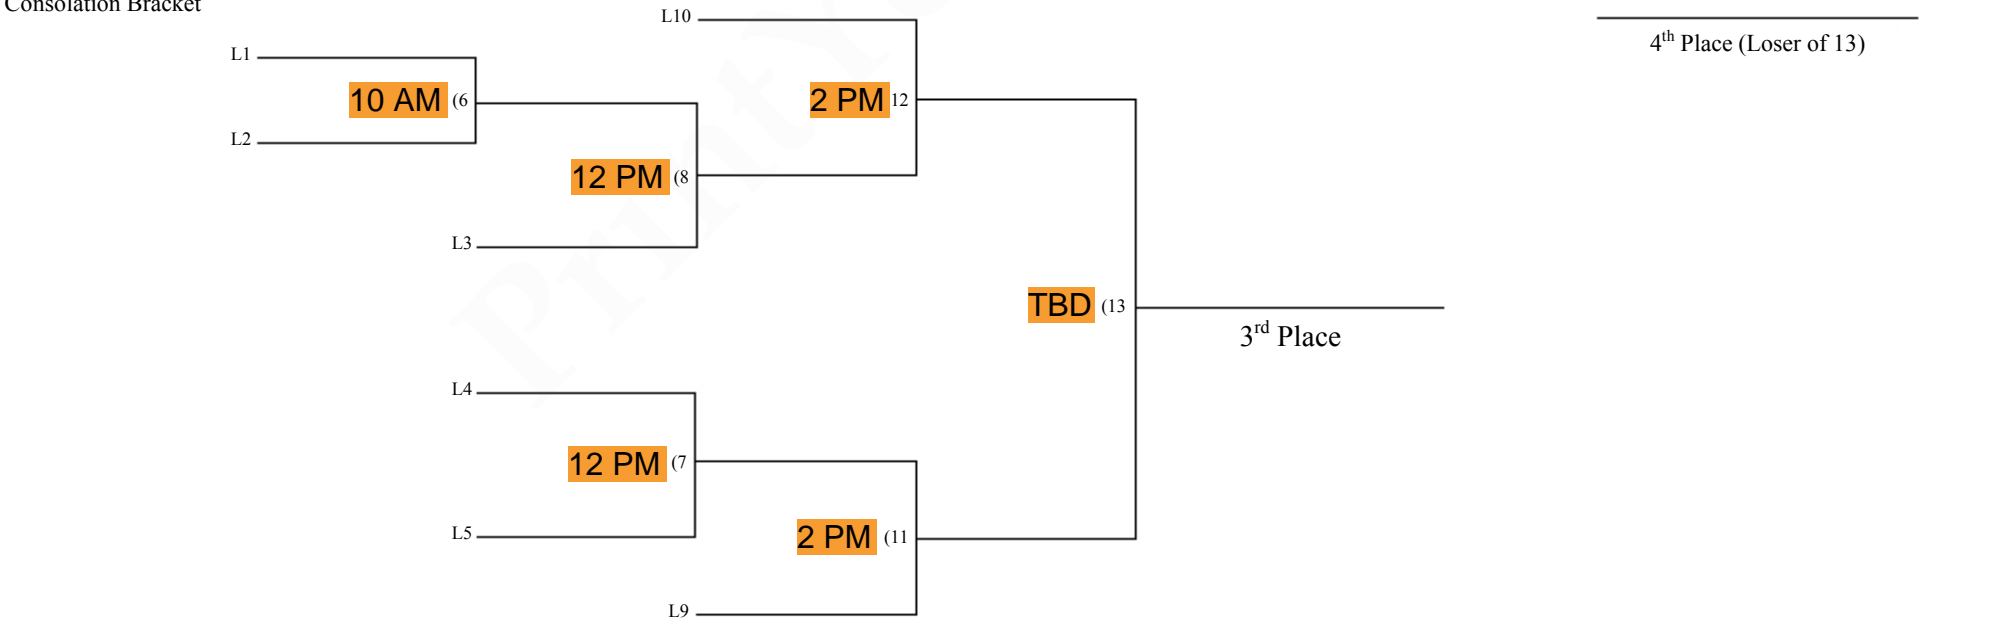 Consolation Bracket
L10
4th Place (Loser of 13)
L1
10 AM (6
2 PM 12
L2
12 PM (8
L3
TBD (13
3rd Place
L4
12 PM (7
L5
2 PM (11
L9